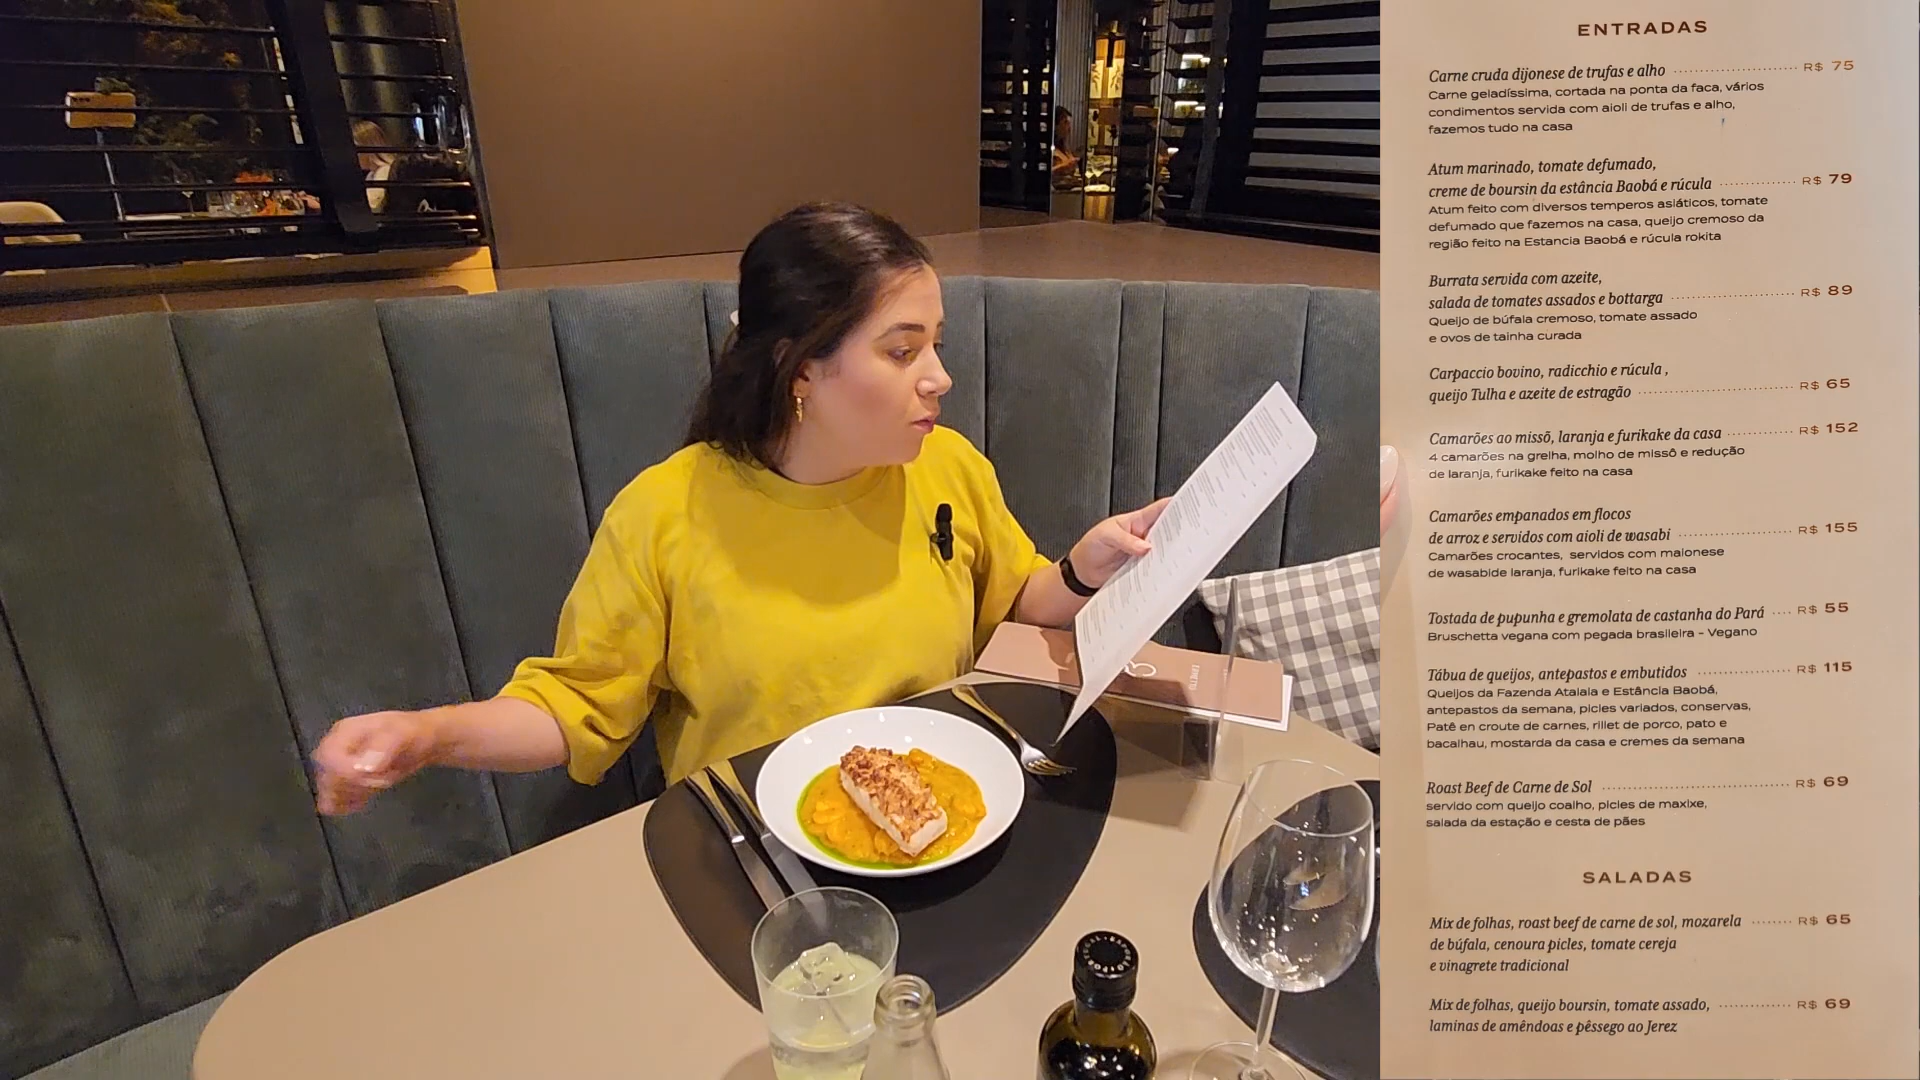 ENTRADAS
Carne cruda dijonese de trufas e alho R$ 75
Carne geladíssima, cortada na ponta da faca, vários
condimentos servida com aioli de trufas e alho,
fazemos tudo na casa
Atum marinado, tomate defumado,
creme de boursin da estância Baobá e rúcula R$ 79
Atum feito com diversos temperos asiáticos, tomate
defumado que fazemos na casa, queijo cremoso da
região feito na Estancia Baobá e rúcula rokita
Burrata servida com azeite,
salada de tomates assados e bottarga R$ 89
Queijo de búfala cremoso, tomate assado
e ovos de tainha curada
Carpaccio bovino, radicchio e rúcula ,
queijo Tulha e azeite de estragão R$ 65
Camarões ao missô, laranja e furikake da casa R$ 152
4 camarões na grelha, molho de missô e redução
de laranja, furikake feito na casa
Camarões empanados em flocos
de arroz e servidos com aioli de wasabi R$ 155
Camarões crocantes, servidos com maionese
de wasabide laranja, furikake feito na casa
Tostada de pupunha e gremolata de castanha do Pará R$ 55
Bruschetta vegana com pegada brasileira - Vegano
Tábua de queijos, antepastos e embutidos R$ 115
Queijos da Fazenda Atalaia e Estância Baobá,
antepastos da semana, picles variados, conservas,
Patê en croute de carnes, rillet de porco, pato e
bacalhau, mostarda da casa e cremes da semana
Roast Beef de Carne de Sol R$ 69
servido com queijo coalho, picles de maxixe,
salada da estação e cesta de pães
SALADAS
Mix de folhas, roast beef de carne de sol, mozarela R$ 65
de búfala, cenoura picles, tomate cereja
e vinagrete tradicional
Mix de folhas, queijo boursin, tomate assado, R$ 69
laminas de amêndoas e pêssego ao Jerez